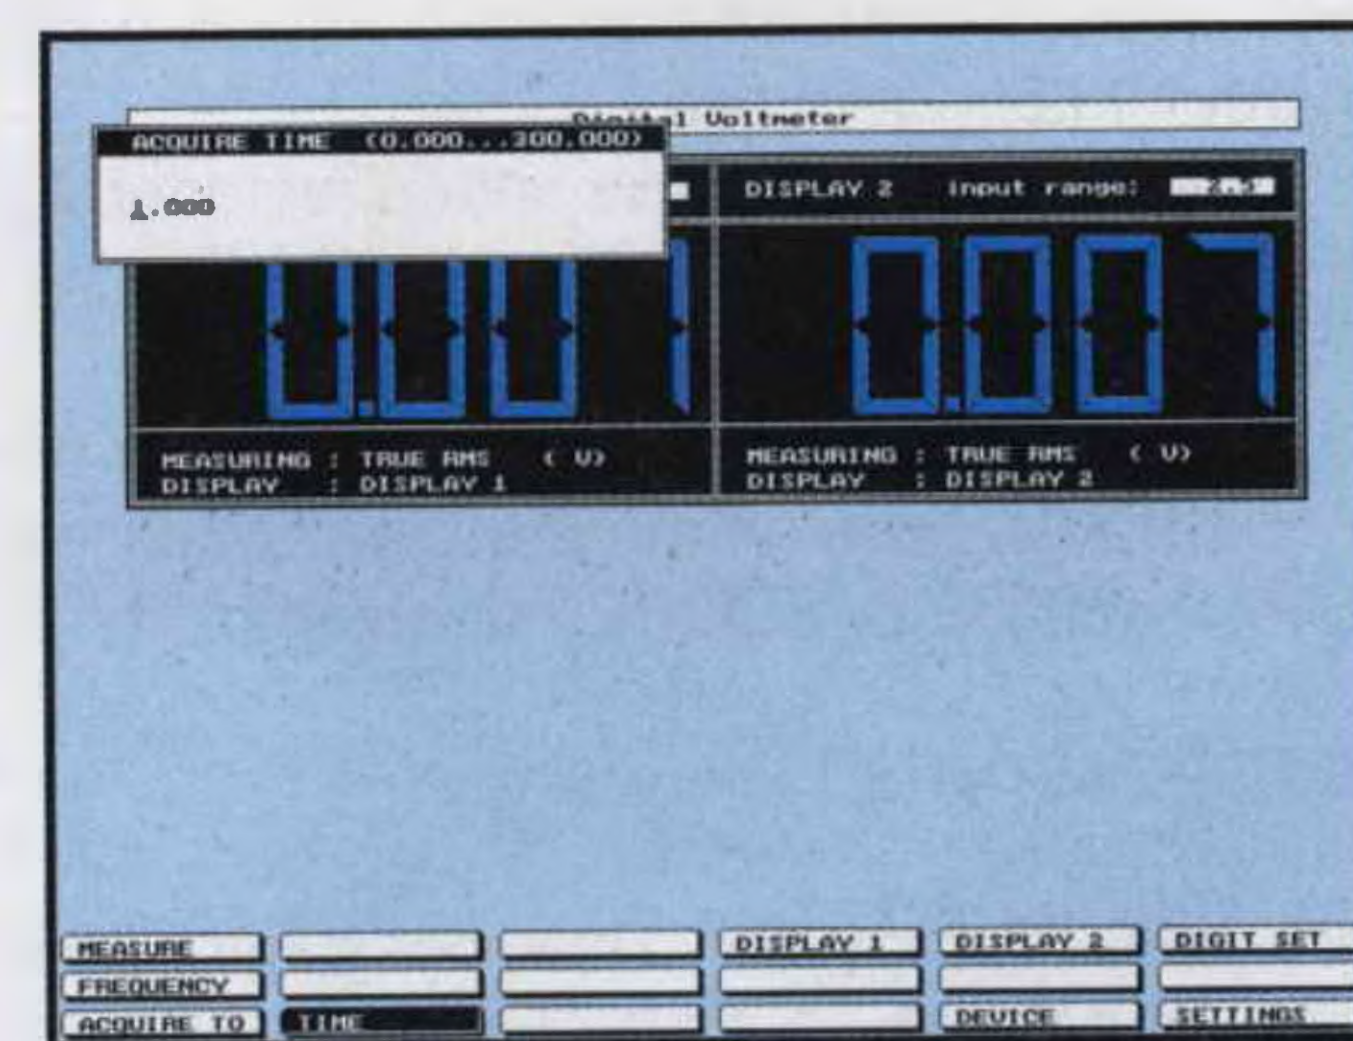 Digital Voltmeter
ACQUIRE TIME (0.000...300.000)
1.000
DISPLAY 2 input range:
0.007
MEASURING : TRUE RMS ( V)
DISPLAY : DISPLAY 1
MEASURING : TRUE RMS ( V)
DISPLAY : DISPLAY 2
MEASURE
DISPLAY 1
DISPLAY 2
DIGIT SET
FREQUENCY
ACQUIRE TO
TIME
DEVICE
SETTINGS